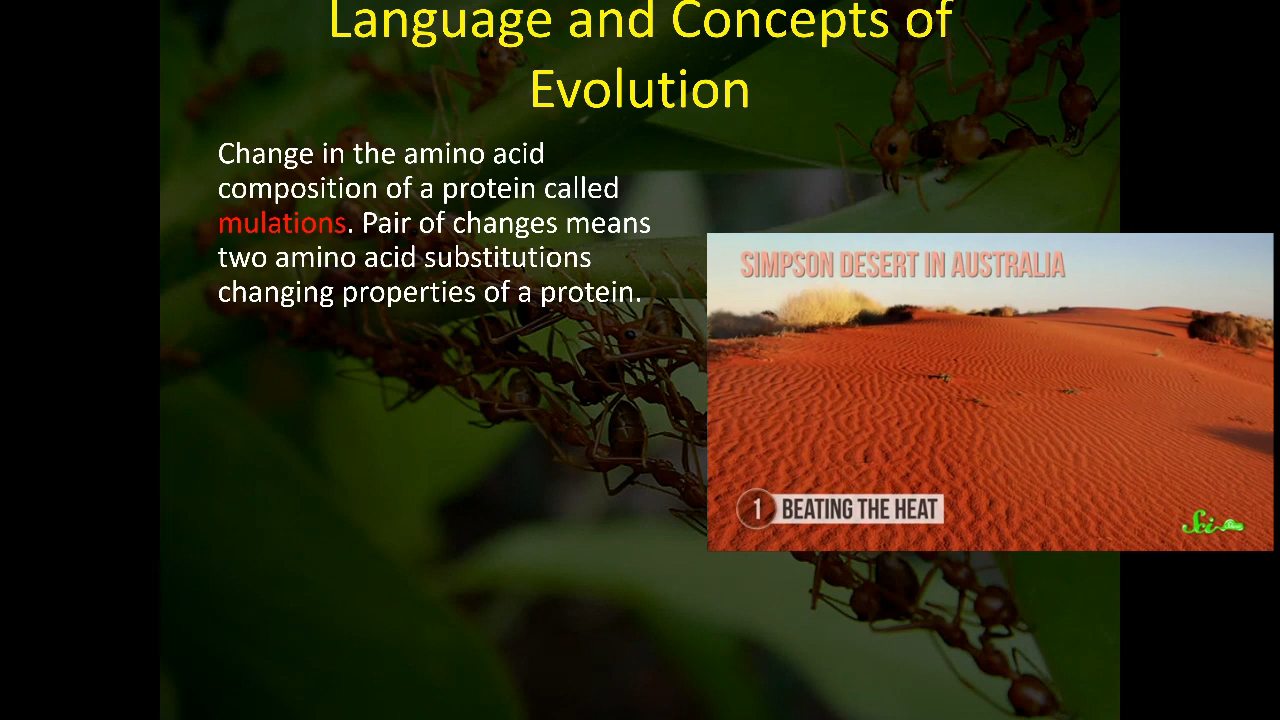 Language and Concepts of
Evolution
Change in the amino acid
composition of a protein called
mulations. Pair of changes means
two amino acid substitutions
changing properties of a protein.
SIMPSON DESERT IN AUSTRALIA
1 BEATING THE HEAT
Sci